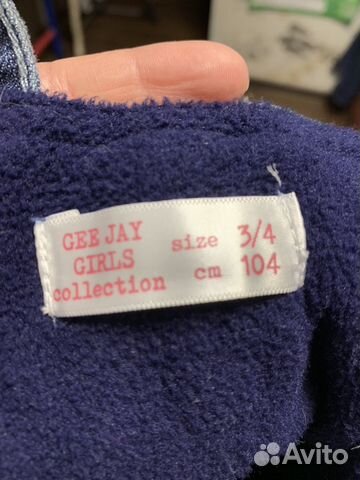 GEE JAY
GIRLS
collection
size 3/4
cm 104
Avito